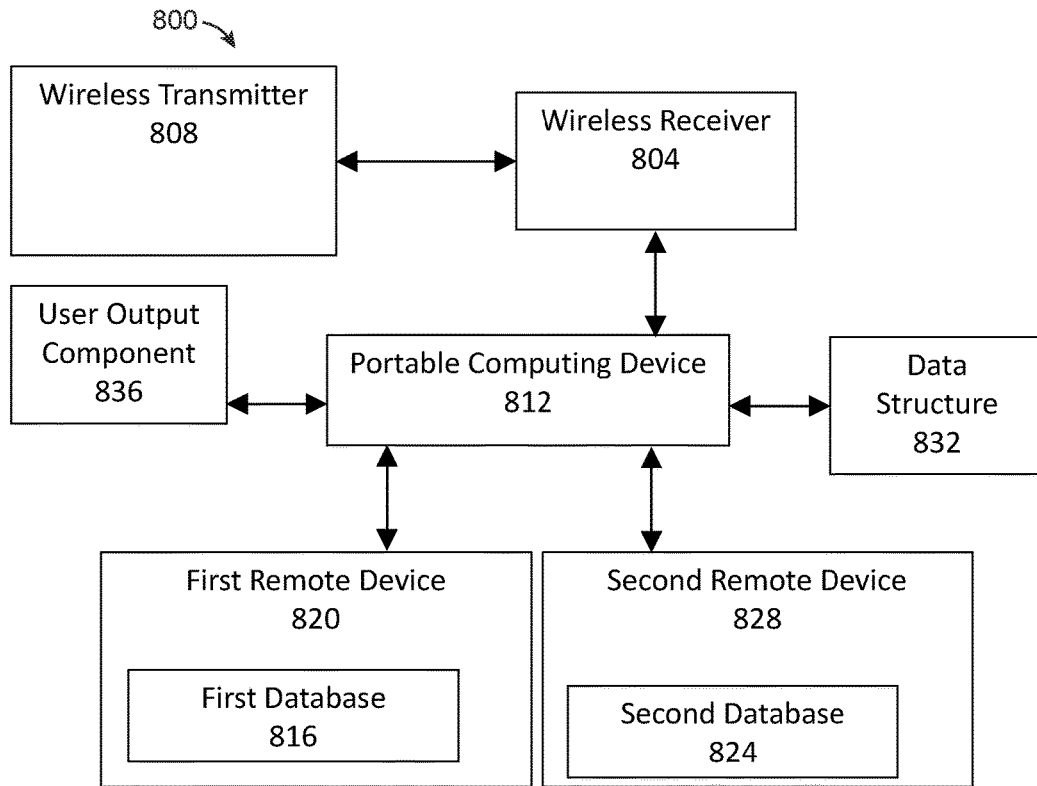 800
Wireless Transmitter
808
Wireless Receiver
804
User Output
Component
836
Portable Computing Device
812
Data
Structure
832
First Remote Device
820
First Database
816
Second Remote Device
828
Second Database
824